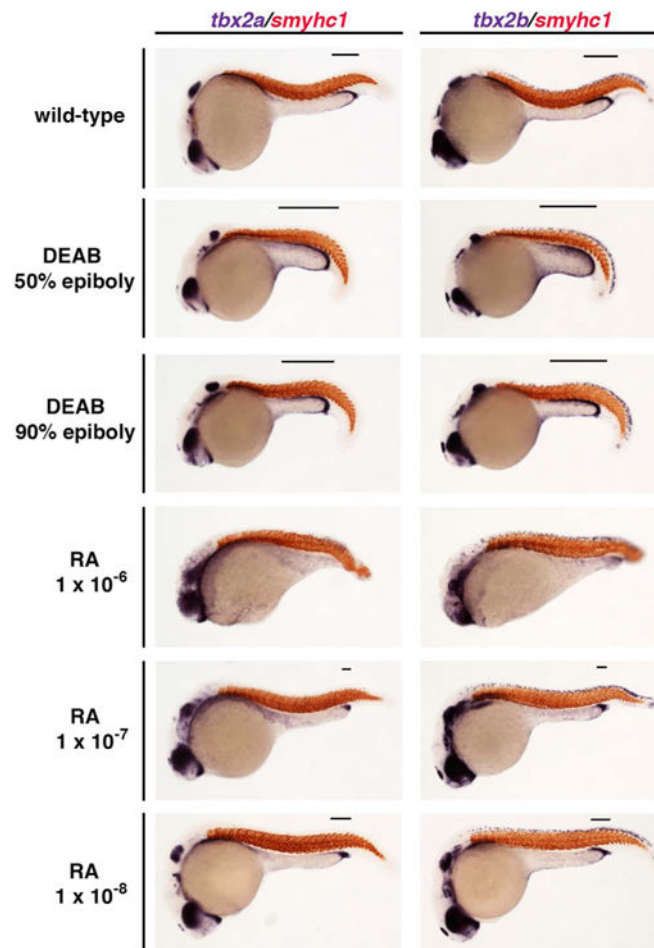 tbx2a/smyhc1 tbx2b/smyhc1
wild-type
DEAB
50% epiboly
DEAB
90% epiboly
RA
1 x 10⁻⁶
RA
1 x 10⁻⁷
RA
1 x 10⁻⁸